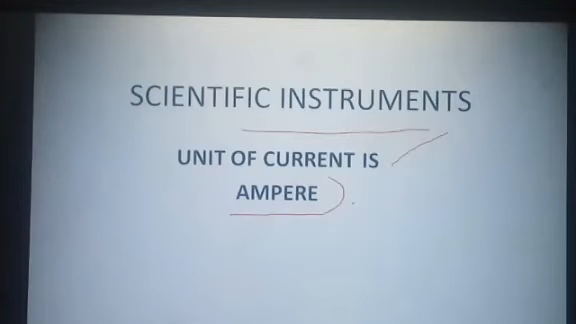 SCIENTIFIC INSTRUMENTS
UNIT OF CURRENT IS
AMPERE